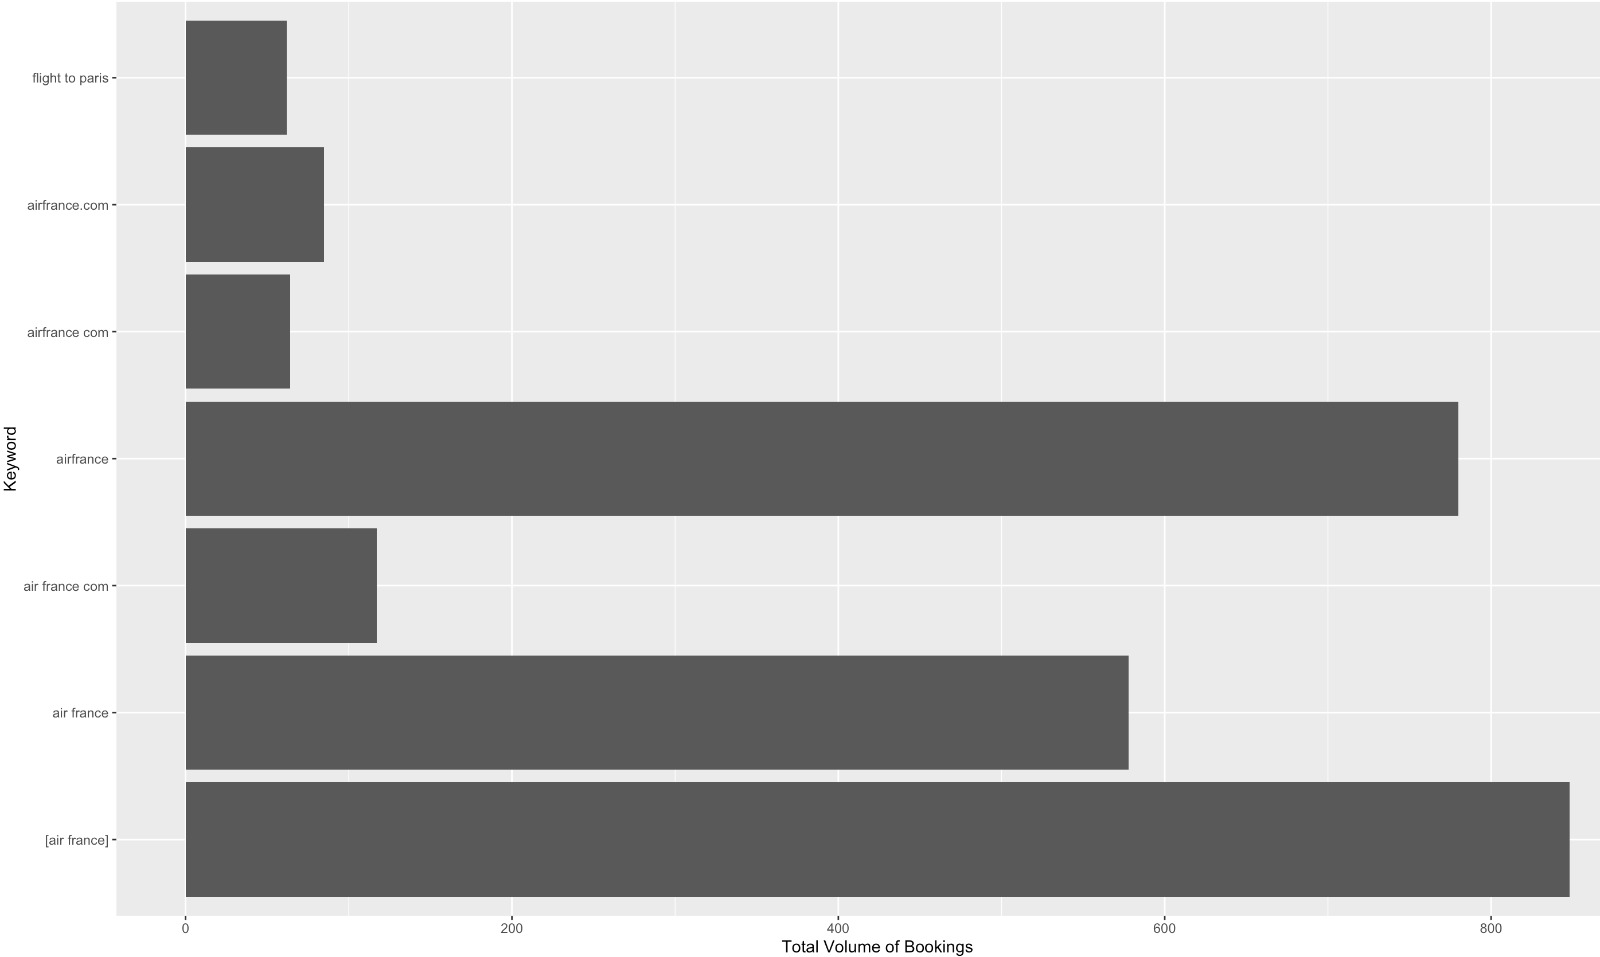 flight to paris
airfrance.com
airfrance com
airfrance
air france com
air france
[air france]
Keyword
0 200 400 600 800
Total Volume of Bookings